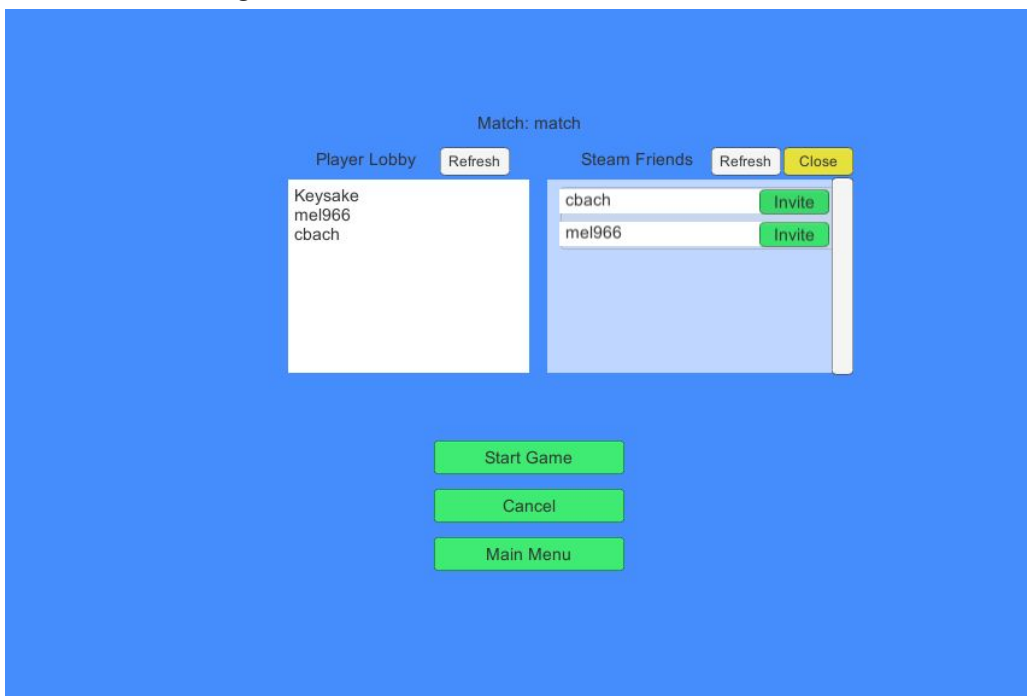 Match: match
Player Lobby Refresh Steam Friends Refresh Close
Keysake
mel966
cbach
cbach Invite
mel966 Invite
Start Game
Cancel
Main Menu